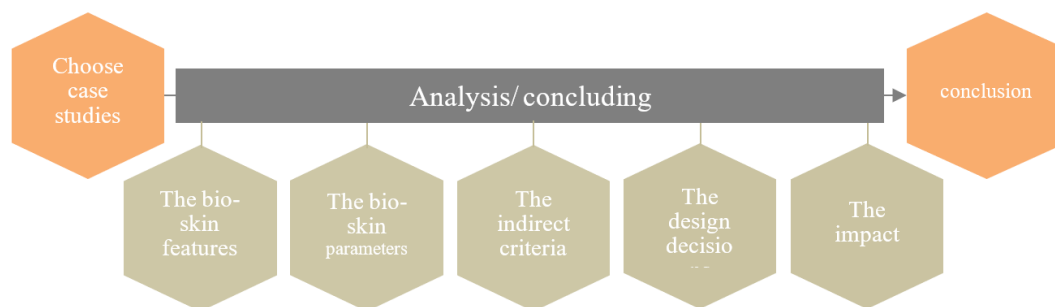 Choose
case
studies
Analysis/ concluding
conclusion
The bio-
skin
features
The bio-
skin
parameters
The
indirect
criteria
The
design
decisio
The
impact